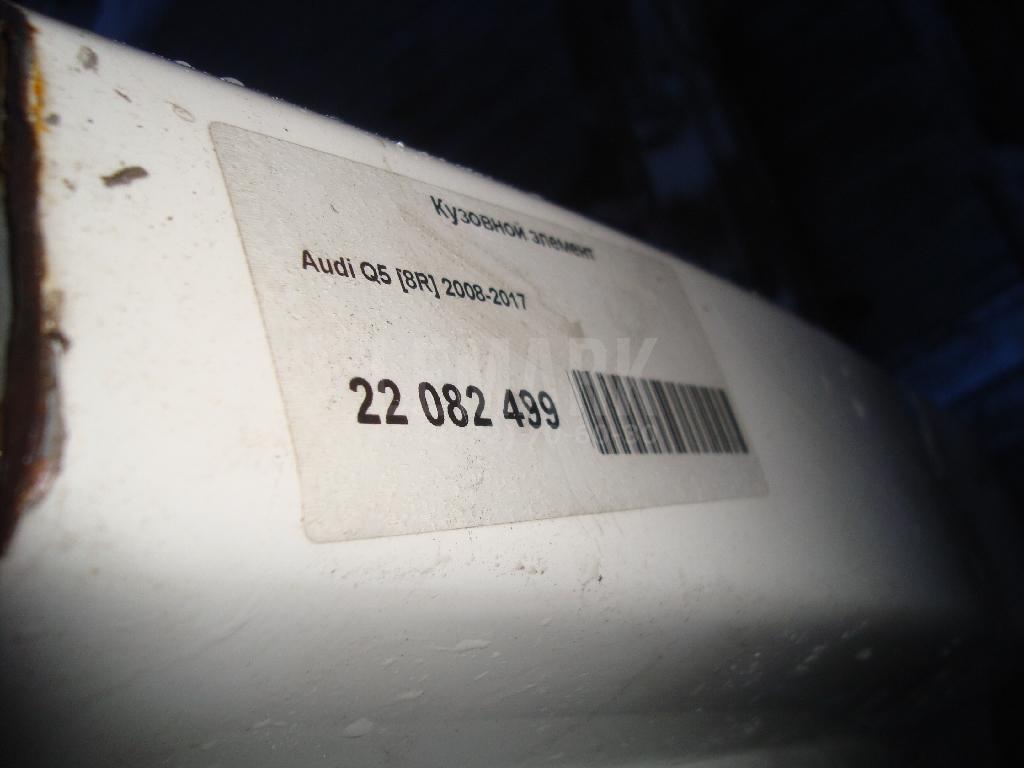 Кузовной элемент
Audi Q5 [8R] 2008-2017
22 082 499